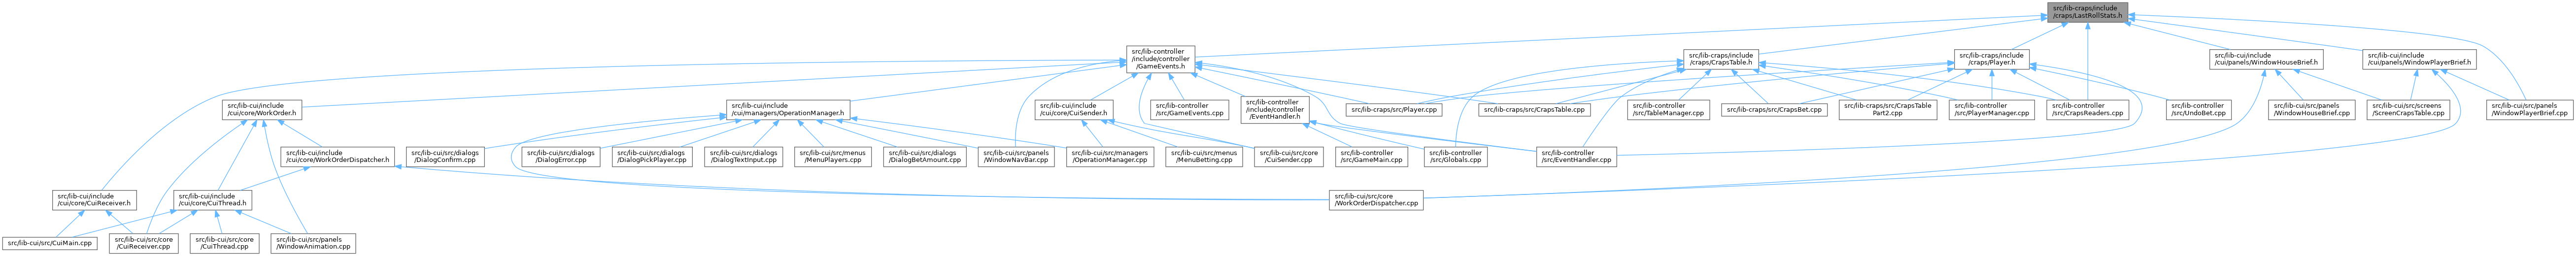 src/lib-craps/include
/craps/LastRollStats.h
src/lib-controller
/include/controller
/GameEvents.h
src/lib-craps/include
/craps/CrapsTable.h
src/lib-craps/include
/craps/Player.h
src/lib-cui/include
/cui/panels/WindowHouseBrief.h
src/lib-cui/include
/cui/panels/WindowPlayerBrief.h
src/lib-cui/include
/cui/core/WorkOrder.h
src/lib-cui/include
/cui/managers/OperationManager.h
src/lib-cui/include
/cui/core/CuiSender.h
src/lib-controller
/src/GameEvents.cpp
src/lib-controller
/include/controller
/EventHandler.h
src/lib-craps/src/Player.cpp
src/lib-craps/src/CrapsTable.cpp
src/lib-controller
/src/TableManager.cpp
src/lib-craps/src/CrapsBet.cpp
src/lib-craps/src/CrapsTable
Part2.cpp
src/lib-controller
/src/PlayerManager.cpp
src/lib-controller
/src/CrapsReaders.cpp
src/lib-controller
/src/UndoBet.cpp
src/lib-cui/src/panels
/WindowHouseBrief.cpp
src/lib-cui/src/screens
/ScreenCrapsTable.cpp
src/lib-cui/src/panels
/WindowPlayerBrief.cpp
src/lib-cui/include
/cui/core/WorkOrderDispatcher.h
src/lib-cui/src/dialogs
/DialogConfirm.cpp
src/lib-cui/src/dialogs
/DialogError.cpp
src/lib-cui/src/dialogs
/DialogPickPlayer.cpp
src/lib-cui/src/dialogs
/DialogTextInput.cpp
src/lib-cui/src/menus
/MenuPlayers.cpp
src/lib-cui/src/dialogs
/DialogBetAmount.cpp
src/lib-cui/src/panels
/WindowNavBar.cpp
src/lib-cui/src/managers
/OperationManager.cpp
src/lib-cui/src/menus
/MenuBetting.cpp
src/lib-cui/src/core
/CuiSender.cpp
src/lib-controller
/src/GameMain.cpp
src/lib-controller
/src/Globals.cpp
src/lib-controller
/src/EventHandler.cpp
src/lib-cui/include
/cui/core/CuiReceiver.h
src/lib-cui/include
/cui/core/CuiThread.h
src/lib-cui/src/core
/WorkOrderDispatcher.cpp
src/lib-cui/src/CuiMain.cpp
src/lib-cui/src/core
/CuiReceiver.cpp
src/lib-cui/src/core
/CuiThread.cpp
src/lib-cui/src/panels
/WindowAnimation.cpp